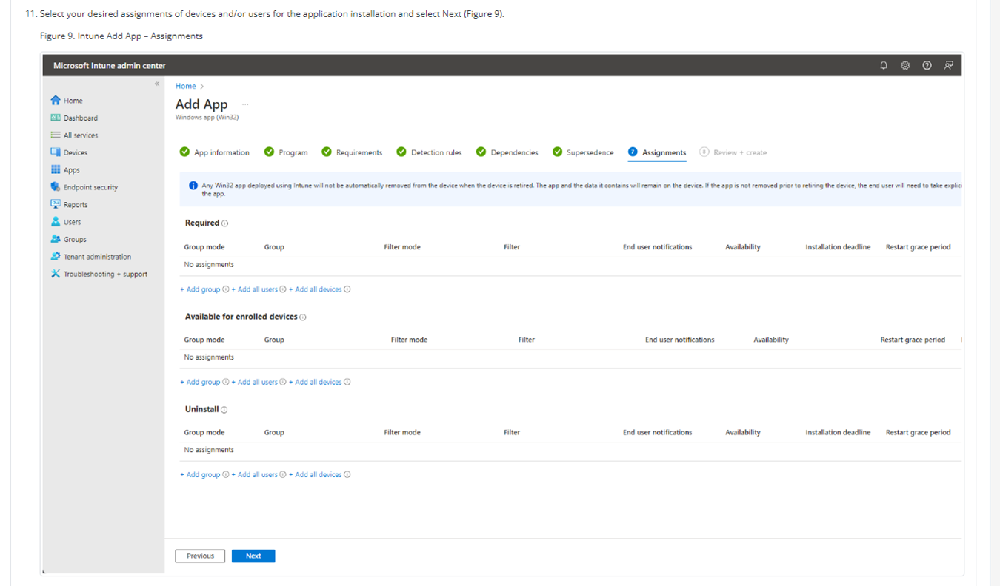 11. Select your desired assignments of devices and/or users for the application installation and select Next (Figure 9).
Figure 9. Intune Add App – Assignments
Microsoft Intune admin center
Home
Dashboard
All services
Devices
Apps
Endpoint security
Reports
Users
Groups
Tenant administration
Troubleshooting + support
Home >
Add App ...
Windows app (Win32)
App information Program Requirements Detection rules Dependencies Supersedence 7 Assignments 8 Review + create
Any Win32 app deployed using Intune will not be automatically removed from the device when the device is retired. The app and the data it contains will remain on the device. If the app is not removed prior to retiring the device, the end user will need to take explici
the app.
Required
Group mode Group Filter mode Filter End user notifications Availability Installation deadline Restart grace period
No assignments
+ Add group + Add all users + Add all devices
Available for enrolled devices
Group mode Group Filter mode Filter End user notifications Availability Restart grace period
No assignments
+ Add group + Add all users + Add all devices
Uninstall
Group mode Group Filter mode Filter End user notifications Availability Installation deadline Restart grace period
No assignments
+ Add group + Add all users + Add all devices
Previous Next